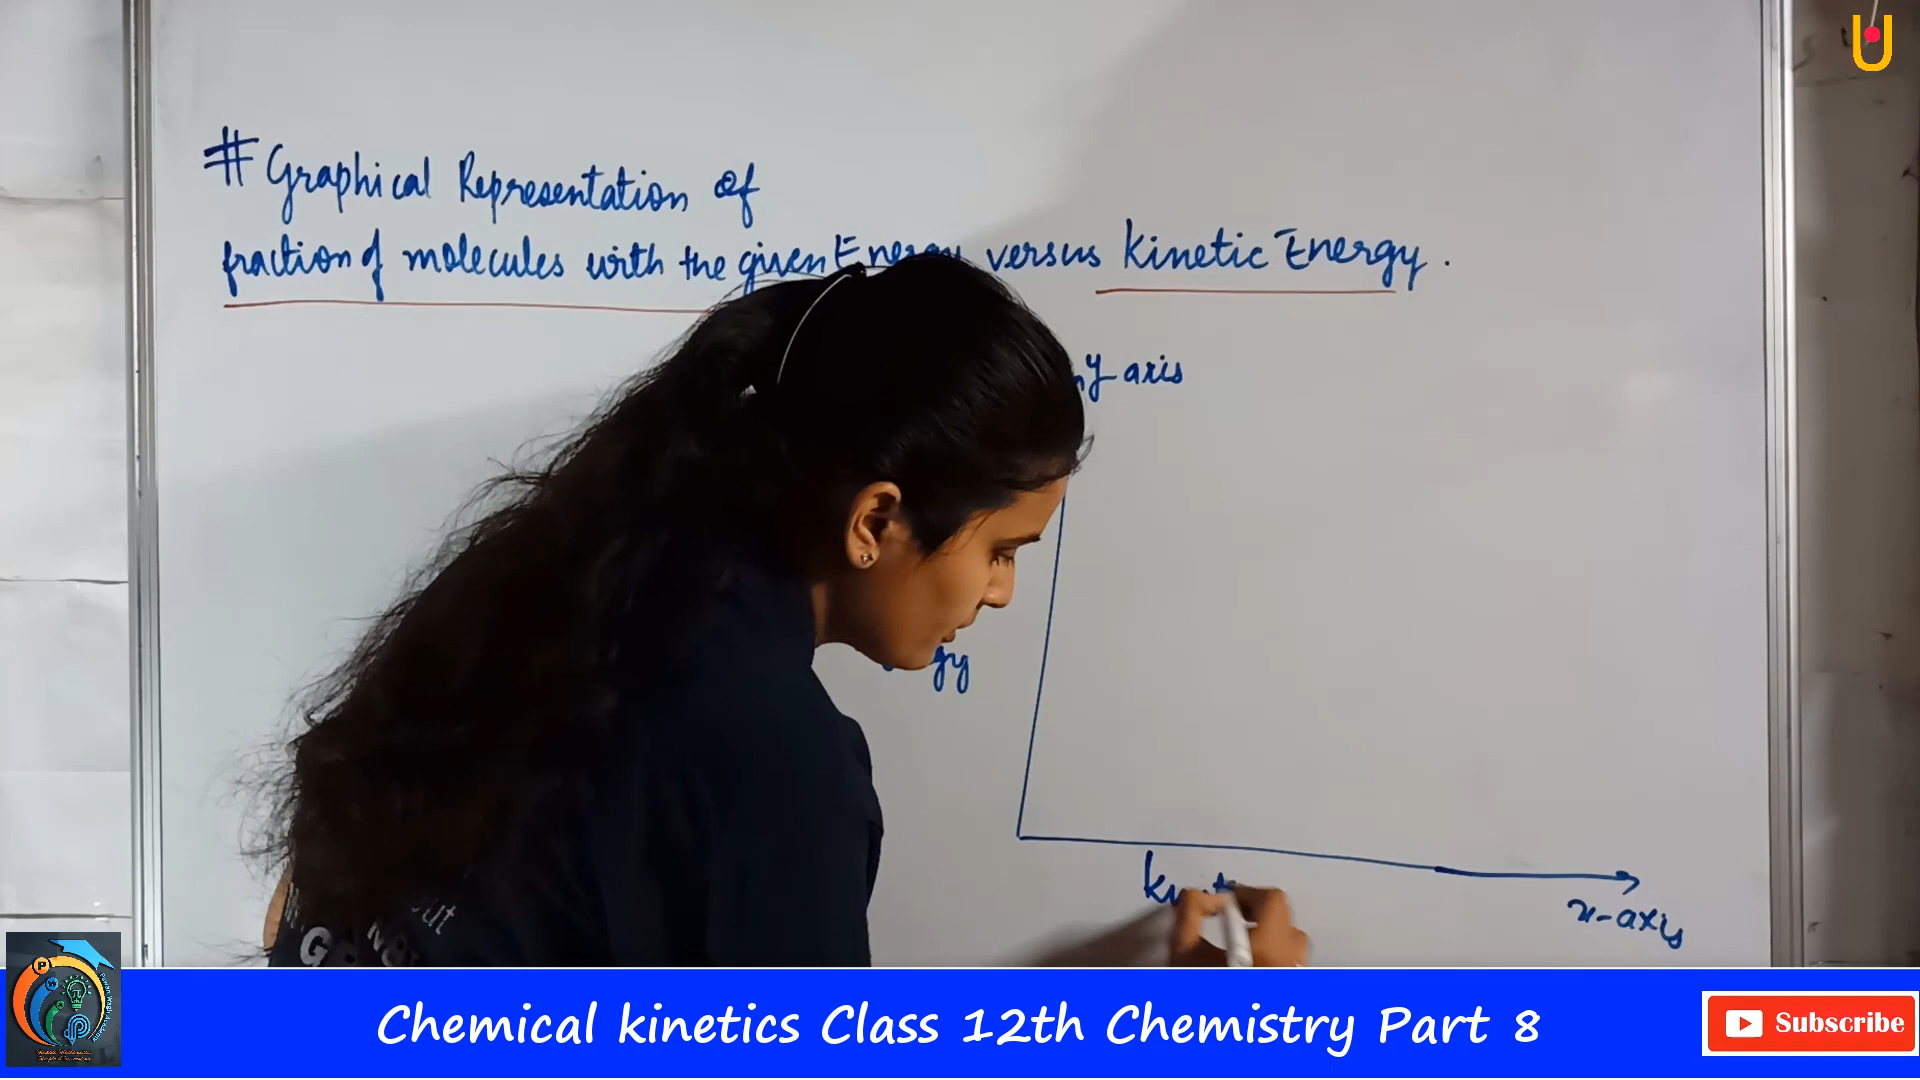 # Graphical Representation of
fraction of molecules with the given Energy versus Kinetic Energy.
y axis
x-axis
Chemical kinetics Class 12th Chemistry Part 8
Subscribe